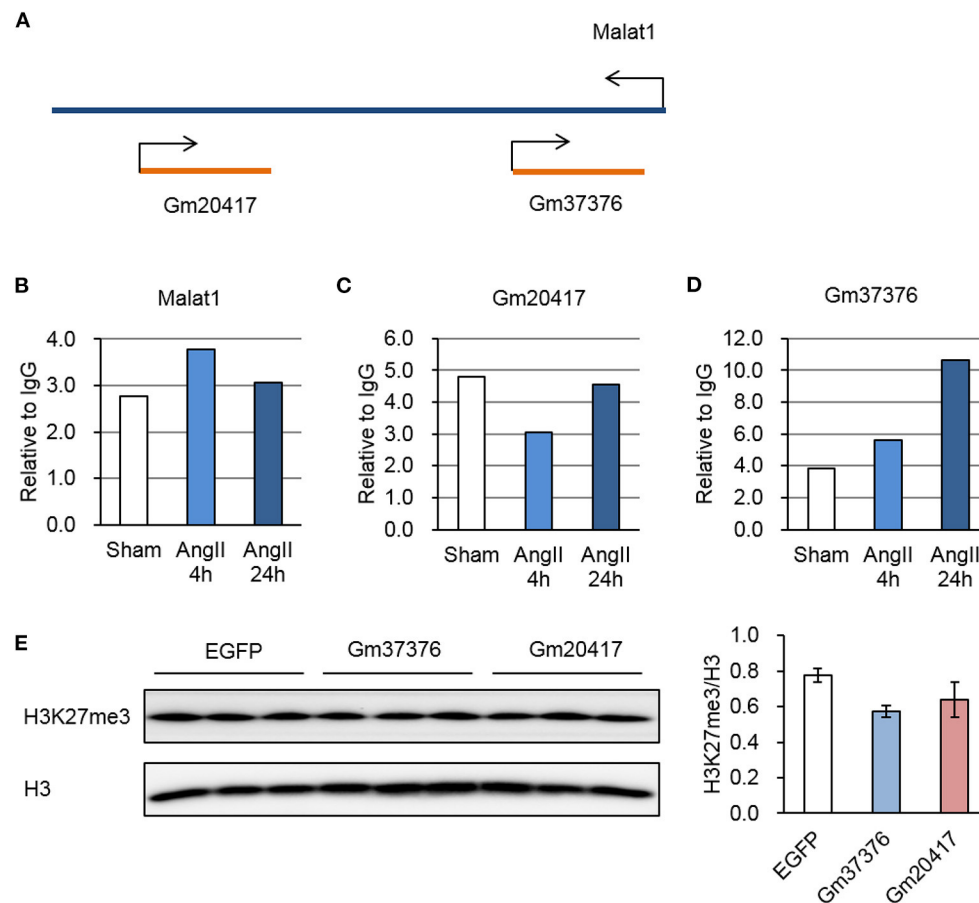 A
Malat1
Gm20417
Gm37376
B
Malat1
Relative to IgG
4.0
3.0
2.0
1.0
0.0
Sham
AngII
4h
AngII
24h
C
Gm20417
Relative to IgG
6.0
5.0
4.0
3.0
2.0
1.0
0.0
Sham
AngII
4h
AngII
24h
D
Gm37376
Relative to IgG
12.0
10.0
8.0
6.0
4.0
2.0
0.0
Sham
AngII
4h
AngII
24h
E
EGFP
Gm37376
Gm20417
H3K27me3
H3
H3K27me3/H3
1.0
0.8
0.6
0.4
0.2
0.0
EGFP
Gm37376
Gm20417